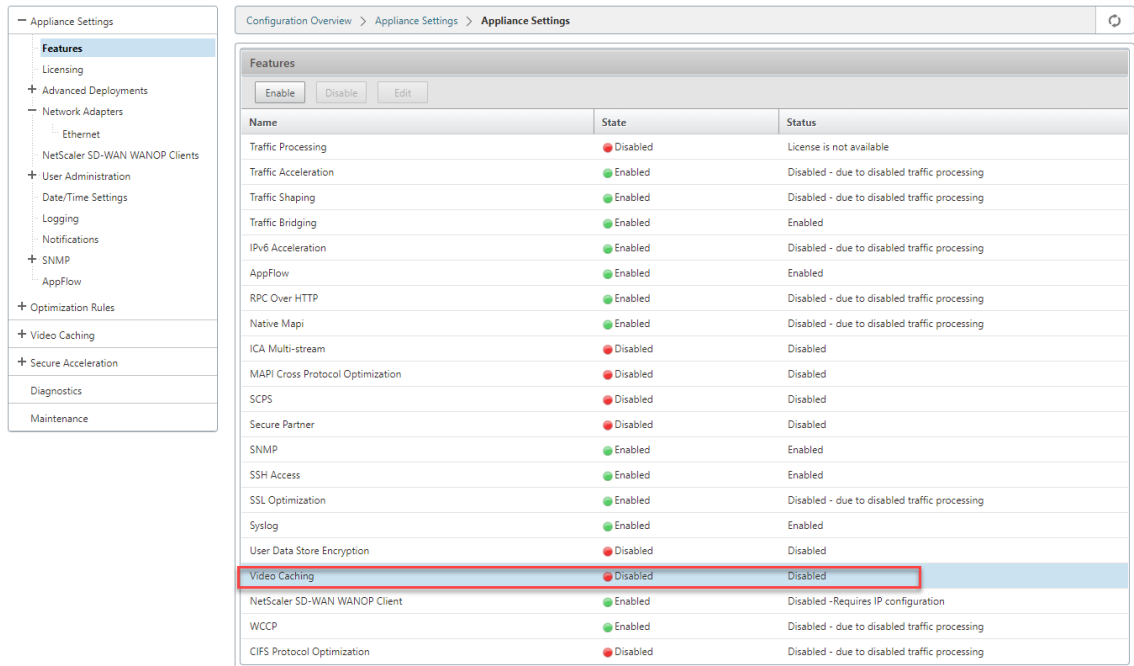 Appliance Settings
Features
Licensing
Advanced Deployments
Network Adapters
Ethernet
NetScaler SD-WAN WANOP Clients
User Administration
Date/Time Settings
Logging
Notifications
SNMP
AppFlow
Optimization Rules
Video Caching
Secure Acceleration
Diagnostics
Maintenance
Configuration Overview > Appliance Settings > Appliance Settings
Features
Enable Disable Edit
Name State Status
Traffic Processing Disabled License is not available
Traffic Acceleration Enabled Disabled - due to disabled traffic processing
Traffic Shaping Enabled Disabled - due to disabled traffic processing
Traffic Bridging Enabled Enabled
IPv6 Acceleration Enabled Disabled - due to disabled traffic processing
AppFlow Enabled Enabled
RPC Over HTTP Enabled Disabled - due to disabled traffic processing
Native Mapi Enabled Disabled - due to disabled traffic processing
ICA Multi-stream Disabled Disabled
MAPI Cross Protocol Optimization Disabled Disabled
SCPS Disabled Disabled
Secure Partner Disabled Disabled
SNMP Enabled Enabled
SSH Access Enabled Enabled
SSL Optimization Enabled Disabled - due to disabled traffic processing
Syslog Enabled Enabled
User Data Store Encryption Disabled Disabled
Video Caching Disabled Disabled
NetScaler SD-WAN WANOP Client Enabled Disabled -Requires IP configuration
WCCP Enabled Disabled - due to disabled traffic processing
CIFS Protocol Optimization Disabled Disabled - due to disabled traffic processing